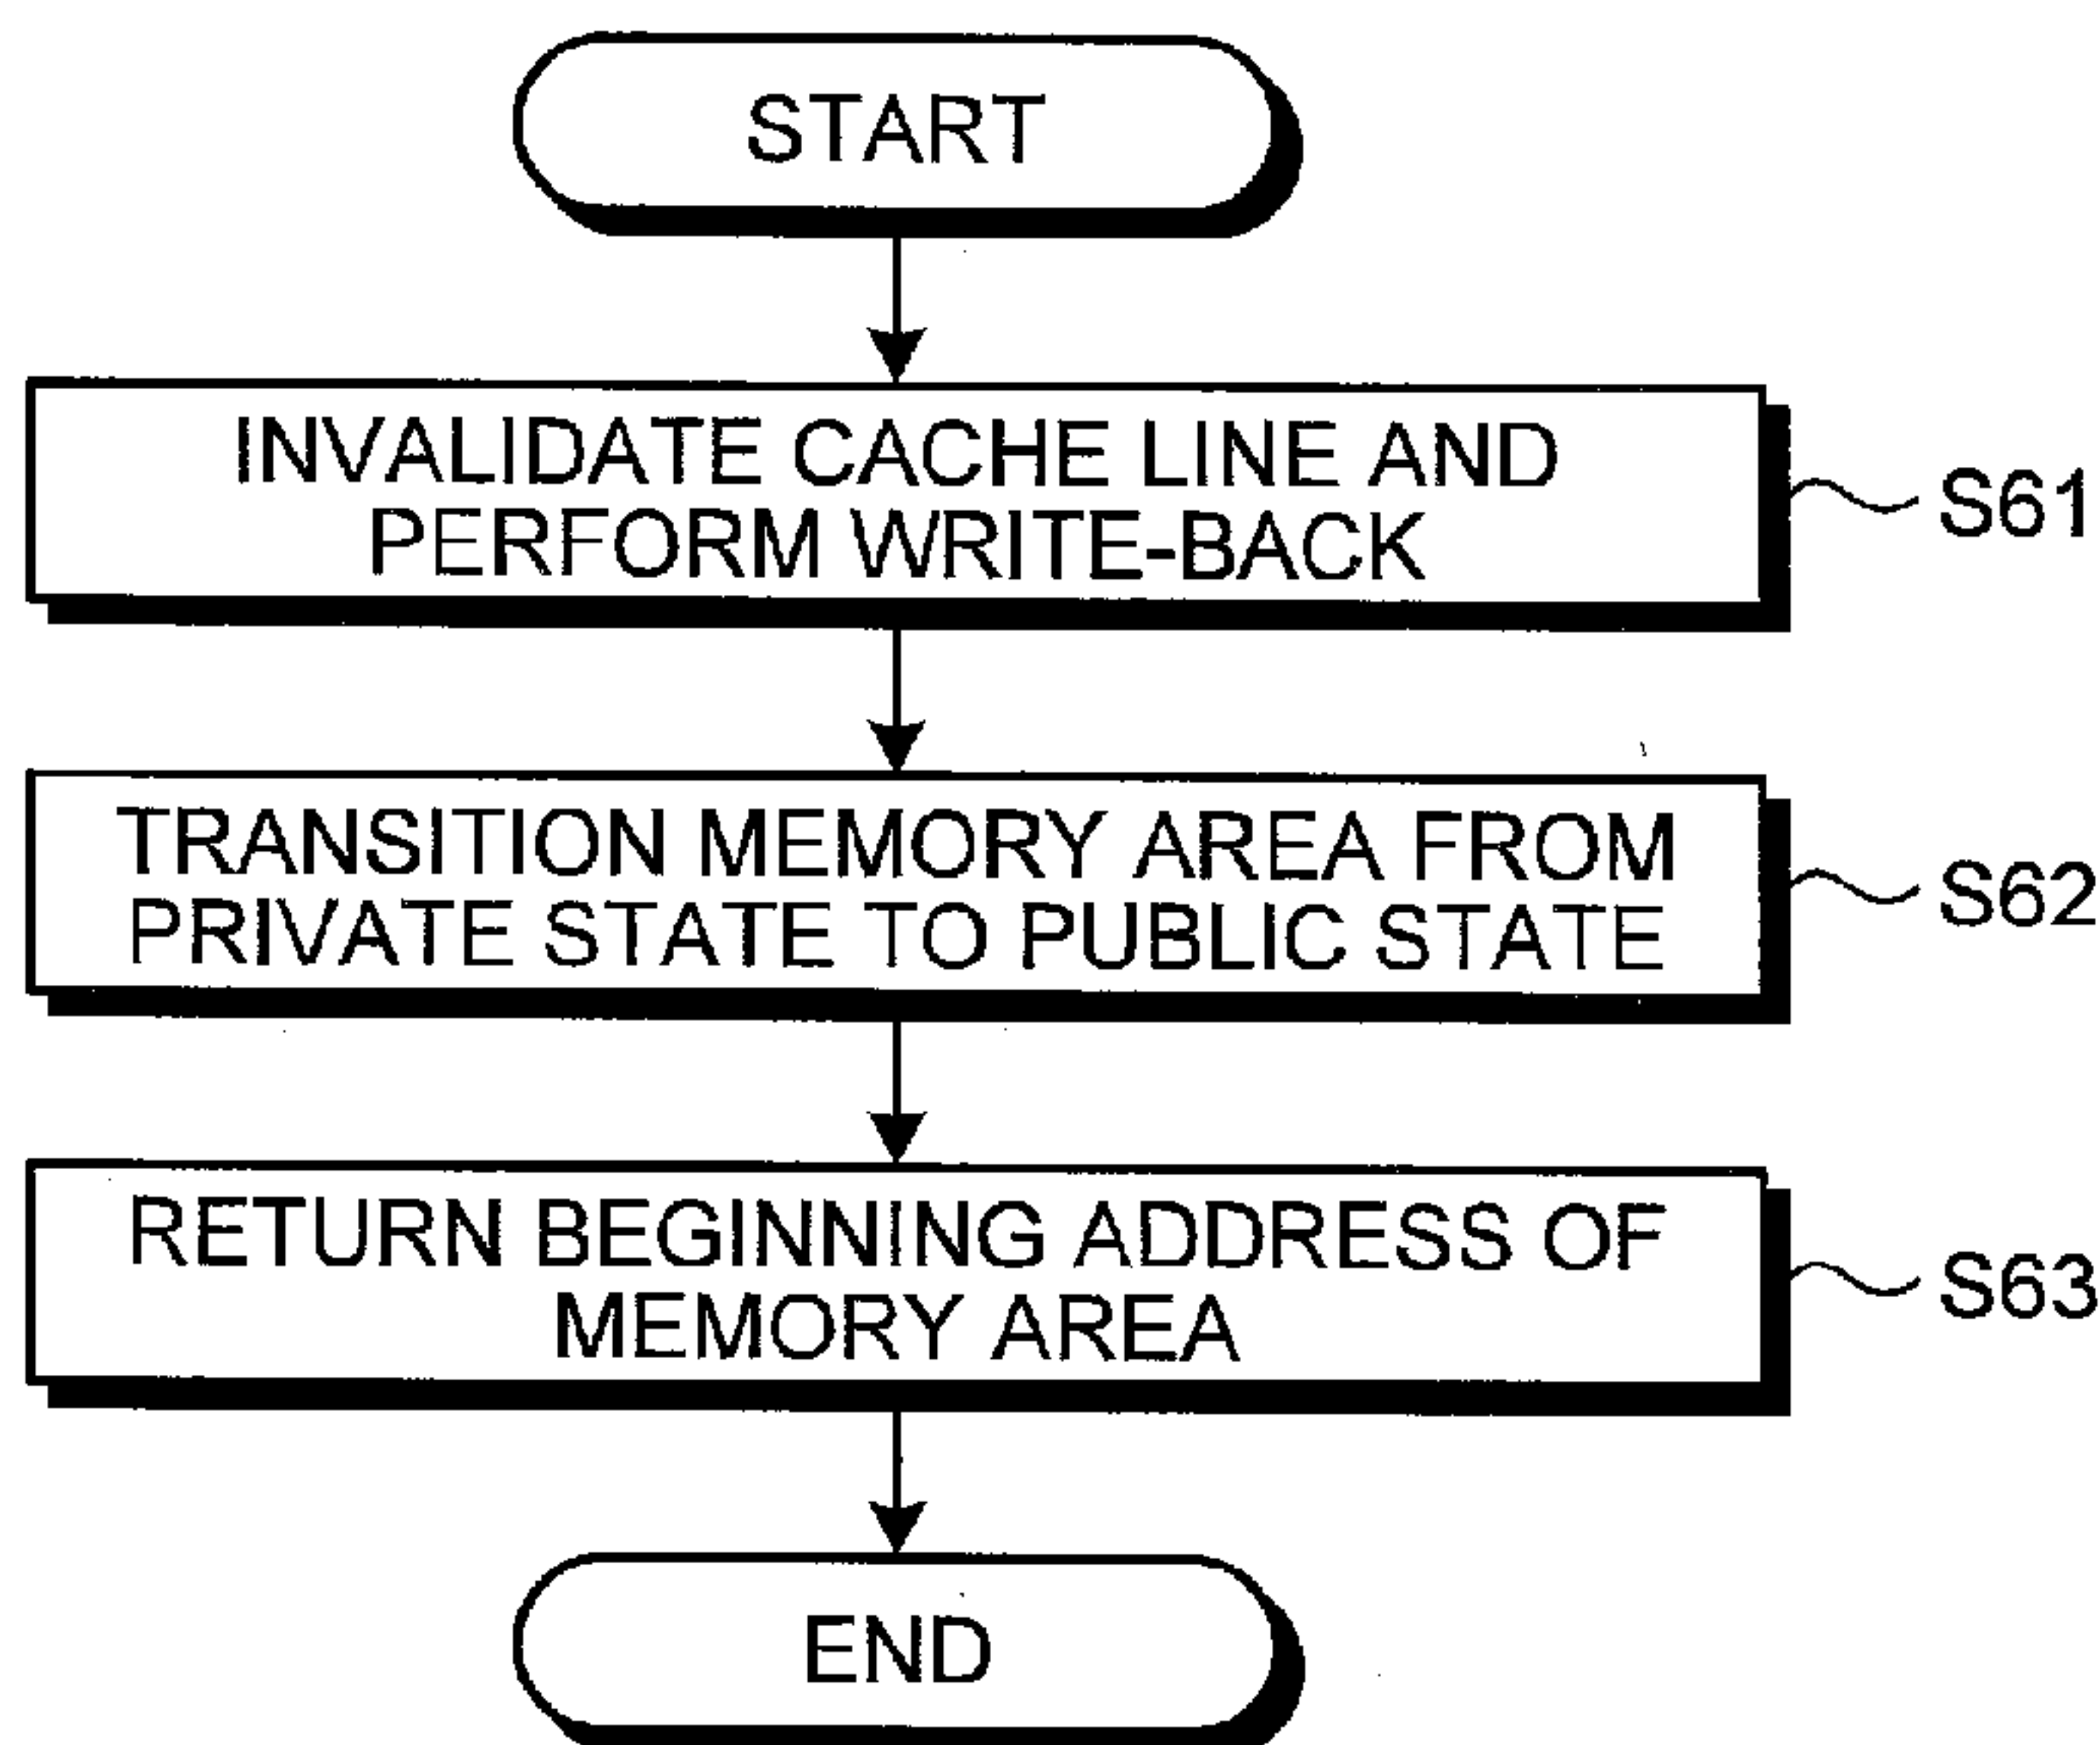 START
INVALIDATE CACHE LINE AND
PERFORM WRITE-BACK
S61
TRANSITION MEMORY AREA FROM
PRIVATE STATE TO PUBLIC STATE
S62
RETURN BEGINNING ADDRESS OF
MEMORY AREA
S63
END